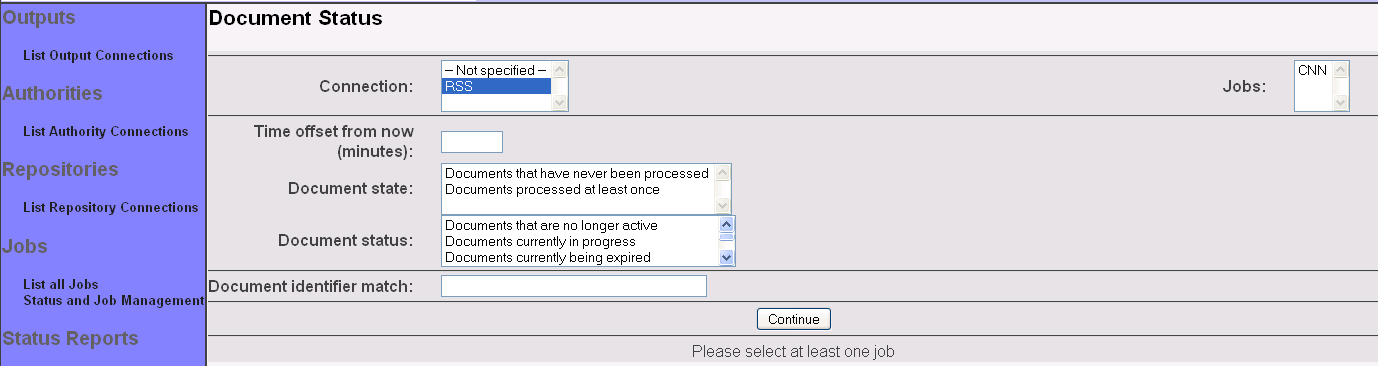 Outputs
List Output Connections
Authorities
List Authority Connections
Repositories
List Repository Connections
Jobs
List all Jobs
Status and Job Management
Status Reports
Document Status
Connection:
-- Not specified --
RSS
Jobs:
CNN
Time offset from now
(minutes):
Document state:
Documents that have never been processed
Documents processed at least once
Document status:
Documents that are no longer active
Documents currently in progress
Documents currently being expired
Document identifier match:
Continue
Please select at least one job